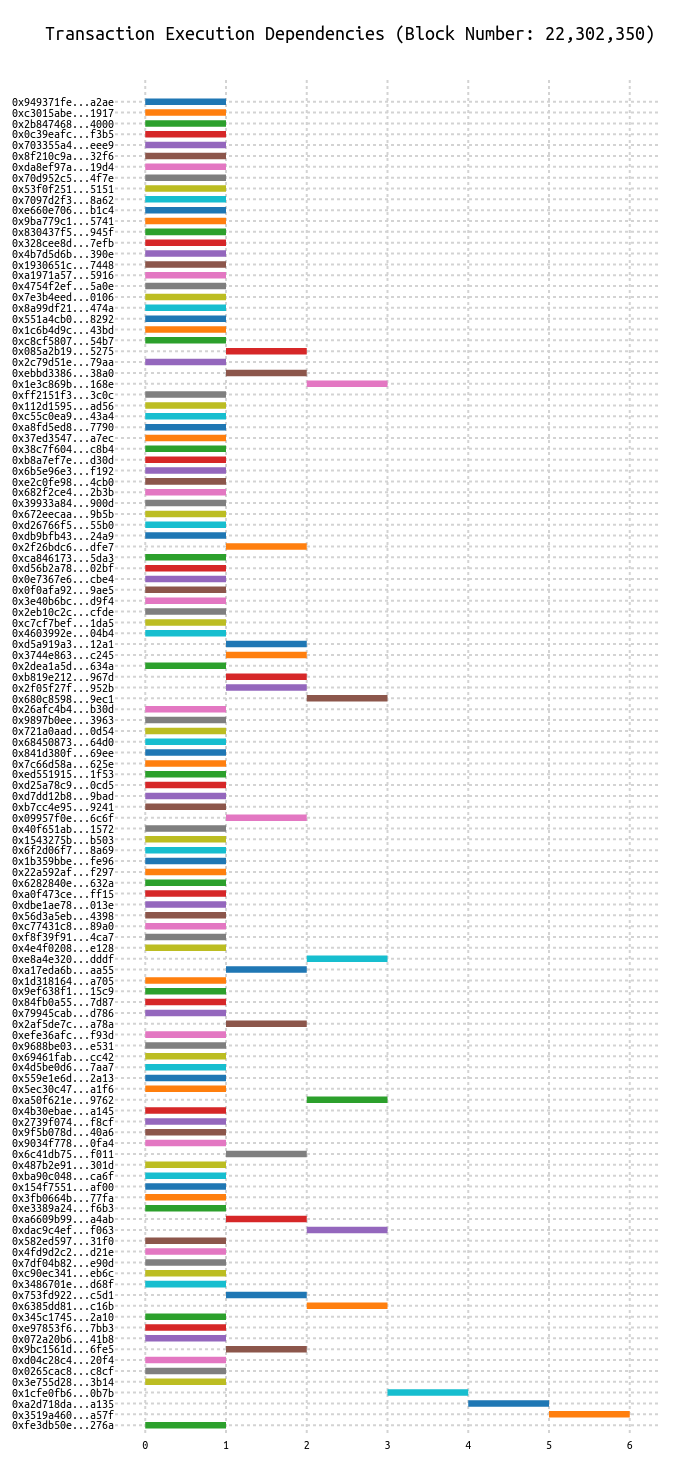 Transaction Execution Dependencies (Block Number: 22,302,350)
0x949371fe...a2ae
0xc3015abe...1917
0x2b847468...4000
0x0c39eafc...f3b5
0x703355a4...eee9
0x8f210c9a...32f6
0xda8ef97a...19d4
0x70d952c5...4f7e
0x53f0f251...5151
0x7097d2f3...8a62
0xe660e706...b1c4
0x9ba779c1...5741
0x830437f5...945f
0x328cee8d...7efb
0x4b7d5d6b...390e
0x1930651c...7448
0xa1971a57...5916
0x4754f2ef...5a0e
0x7e3b4eed...0106
0x8a99df21...474a
0x551a4cb0...8292
0x1c6b4d9c...43bd
0xc8cf5807...54b7
0x085a2b19...5275
0x2c79d51e...79aa
0xebbd3386...38a0
0x1e3c869b...168e
0xff2151f3...3c0c
0x112d1595...ad56
0xc55c0ea9...43a4
0xa8fd5ed8...7790
0x37ed3547...a7ec
0x38c7f604...c8b4
0xb8a7ef7e...d30d
0x6b5e96e3...f192
0xe2c0fe98...4cb0
0x682f2ce4...2b3b
0x39933a84...900d
0x672eecaa...9b5b
0xd26766f5...55b0
0xdb9bfb43...24a9
0x2f26bdc6...dfe7
0xca846173...5da3
0xd56b2a78...02bf
0x0e7367e6...cbe4
0x0f0afa92...9ae5
0x3e40b6bc...d9f4
0x2eb10c2c...cfde
0xc7cf7bef...1da5
0x4603992e...04b4
0xd5a919a3...12a1
0x3744e863...c245
0x2dea1a5d...634a
0xb819e212...967d
0x2f05f27f...952b
0x680c8598...9ec1
0x26afc4b4...b30d
0x9897b0ee...3963
0x721a0aad...0d54
0x68450873...64d0
0x841d380f...69ee
0x7c66d58a...625e
0xed551915...1f53
0xd25a78c9...0cd5
0xd7dd12b8...9bad
0xb7cc4e95...9241
0x09957f0e...6c6f
0x40f651ab...1572
0x1543275b...b503
0x6f2d06f7...8a69
0x1b359bbe...fe96
0x22a592af...f297
0x6282840e...632a
0xa0f473ce...ff15
0xdbe1ae78...013e
0x56d3a5eb...4398
0xc77431c8...89a0
0xf8f39f91...4ca7
0x4e4f0208...e128
0xe8a4e320...dddf
0xa17eda6b...aa55
0x1d318164...a705
0x9ef638f1...15c9
0x84fb0a55...7d87
0x79945cab...d786
0x2af5de7c...a78a
0xefe36afc...f93d
0x9688be03...e531
0x69461fab...cc42
0x4d5be0d6...7aa7
0x559e1e6d...2a13
0x5ec30c47...a1f6
0xa50f621e...9762
0x4b30ebae...a145
0x2739f074...f8cf
0x9f5b078d...40a6
0x9034f778...0fa4
0x6c41db75...f011
0x487b2e91...301d
0xba90c048...ca6f
0x154f7551...af00
0x3fb0664b...77fa
0xe3389a24...f6b3
0xa6609b99...a4ab
0xdac9c4ef...f063
0x582ed597...31f0
0x4fd9d2c2...d21e
0x7df04b82...e90d
0xc90ec341...eb6c
0x3486701e...d68f
0x753fd922...c5d1
0x6385dd81...c16b
0x345c1745...2a10
0xe97853f6...7bb3
0x072a20b6...41b8
0x9bc1561d...6fe5
0xd04c28c4...20f4
0x0265cac8...c8cf
0x3e755d28...3b14
0x1cfe0fb6...0b7b
0xa2d718da...a135
0x3519a460...a57f
0xfe3db50e...276a
0 1 2 3 4 5 6